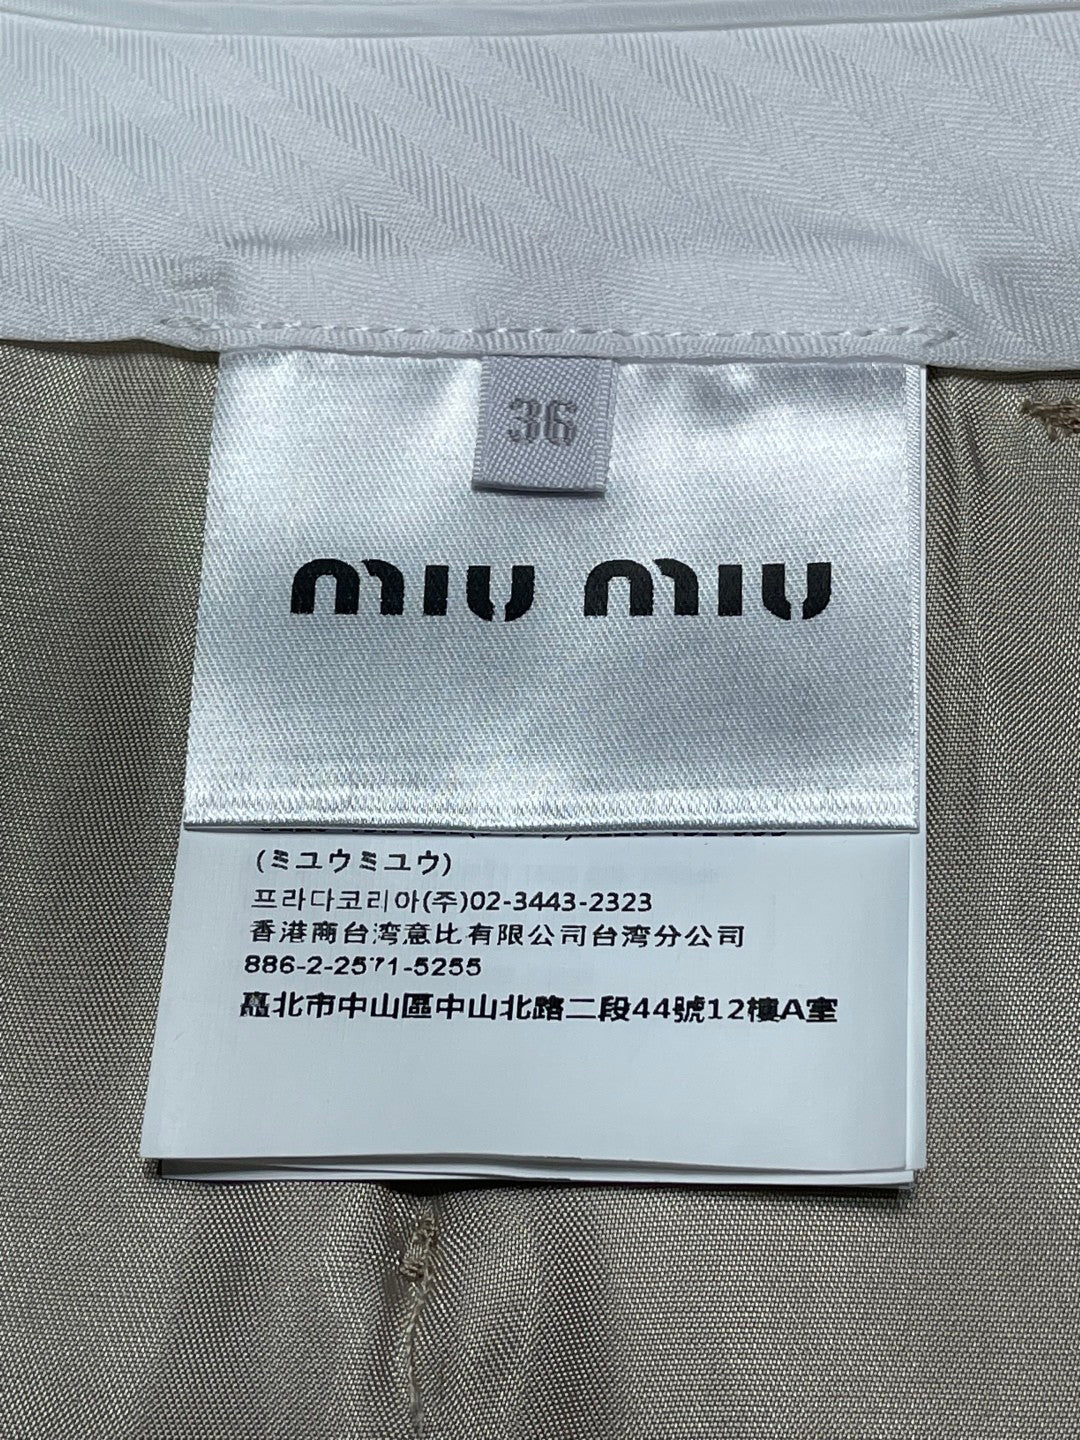 36
miu miu
(ミユウミユウ)
프라다코리아(주)02-3443-2323
香港商台湾意比有限公司台湾分公司
886-2-2571-5255
臺北市中山區中山北路二段44號12樓A室